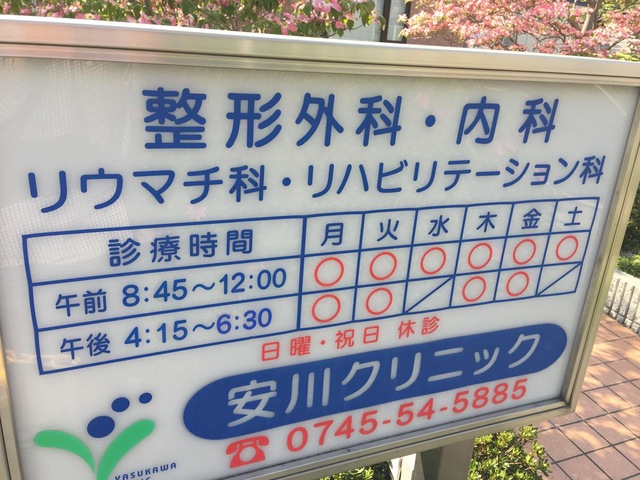 整形外科・内科
リウマチ科・リハビリテーション科
診療時間 月 火 水 木 金 土
午前 8:45〜12:00 ○ ○ ○ ○ ○ ○
午後 4:15〜6:30 ○ ○ ／ ○ ○ ／
日曜・祝日 休診
安川クリニック
☎ 0745-54-5885
YASUKAWA